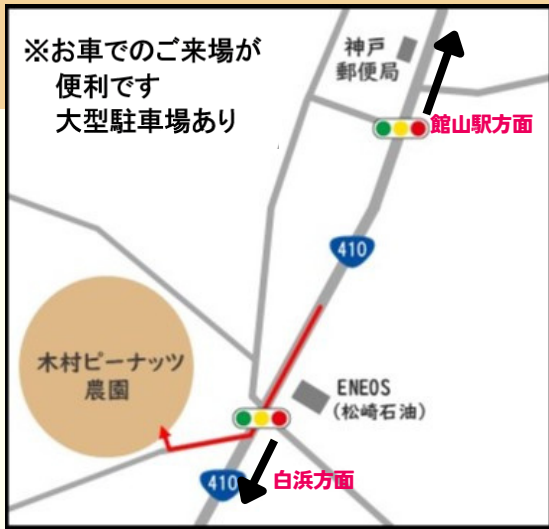 ※お車でのご来場が
便利です
大型駐車場あり
神戸
郵便局
館山駅方面
410
木村ピーナッツ
農園
ENEOS
(松崎石油)
410
白浜方面